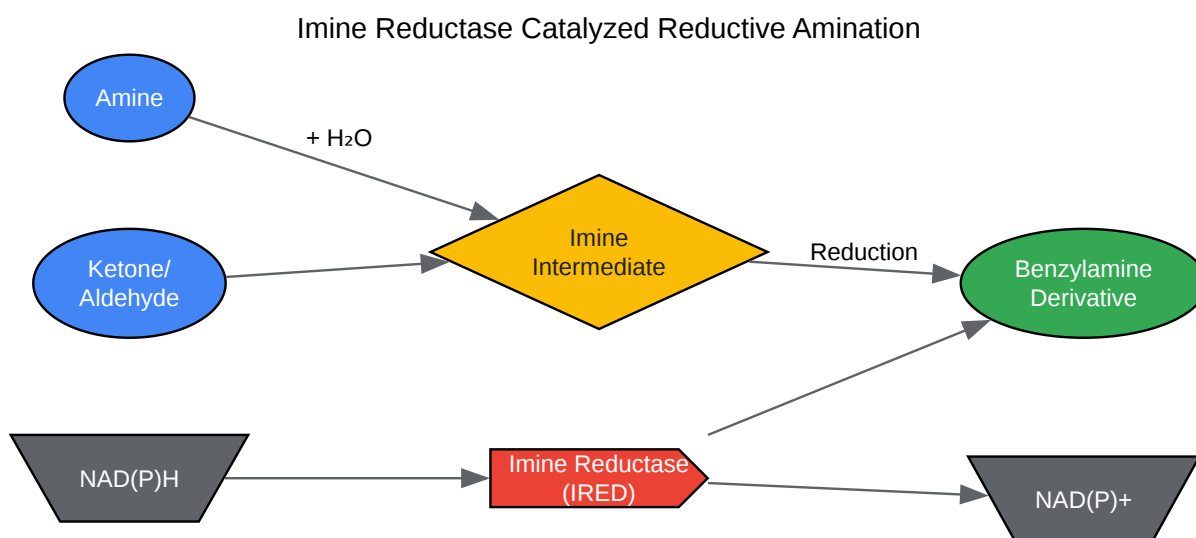 Imine Reductase Catalyzed Reductive Amination
Amine
+ H₂O
Ketone/
Aldehyde
Imine
Intermediate
Reduction
Benzylamine
Derivative
NAD(P)H
Imine Reductase
(IRED)
NAD(P)+